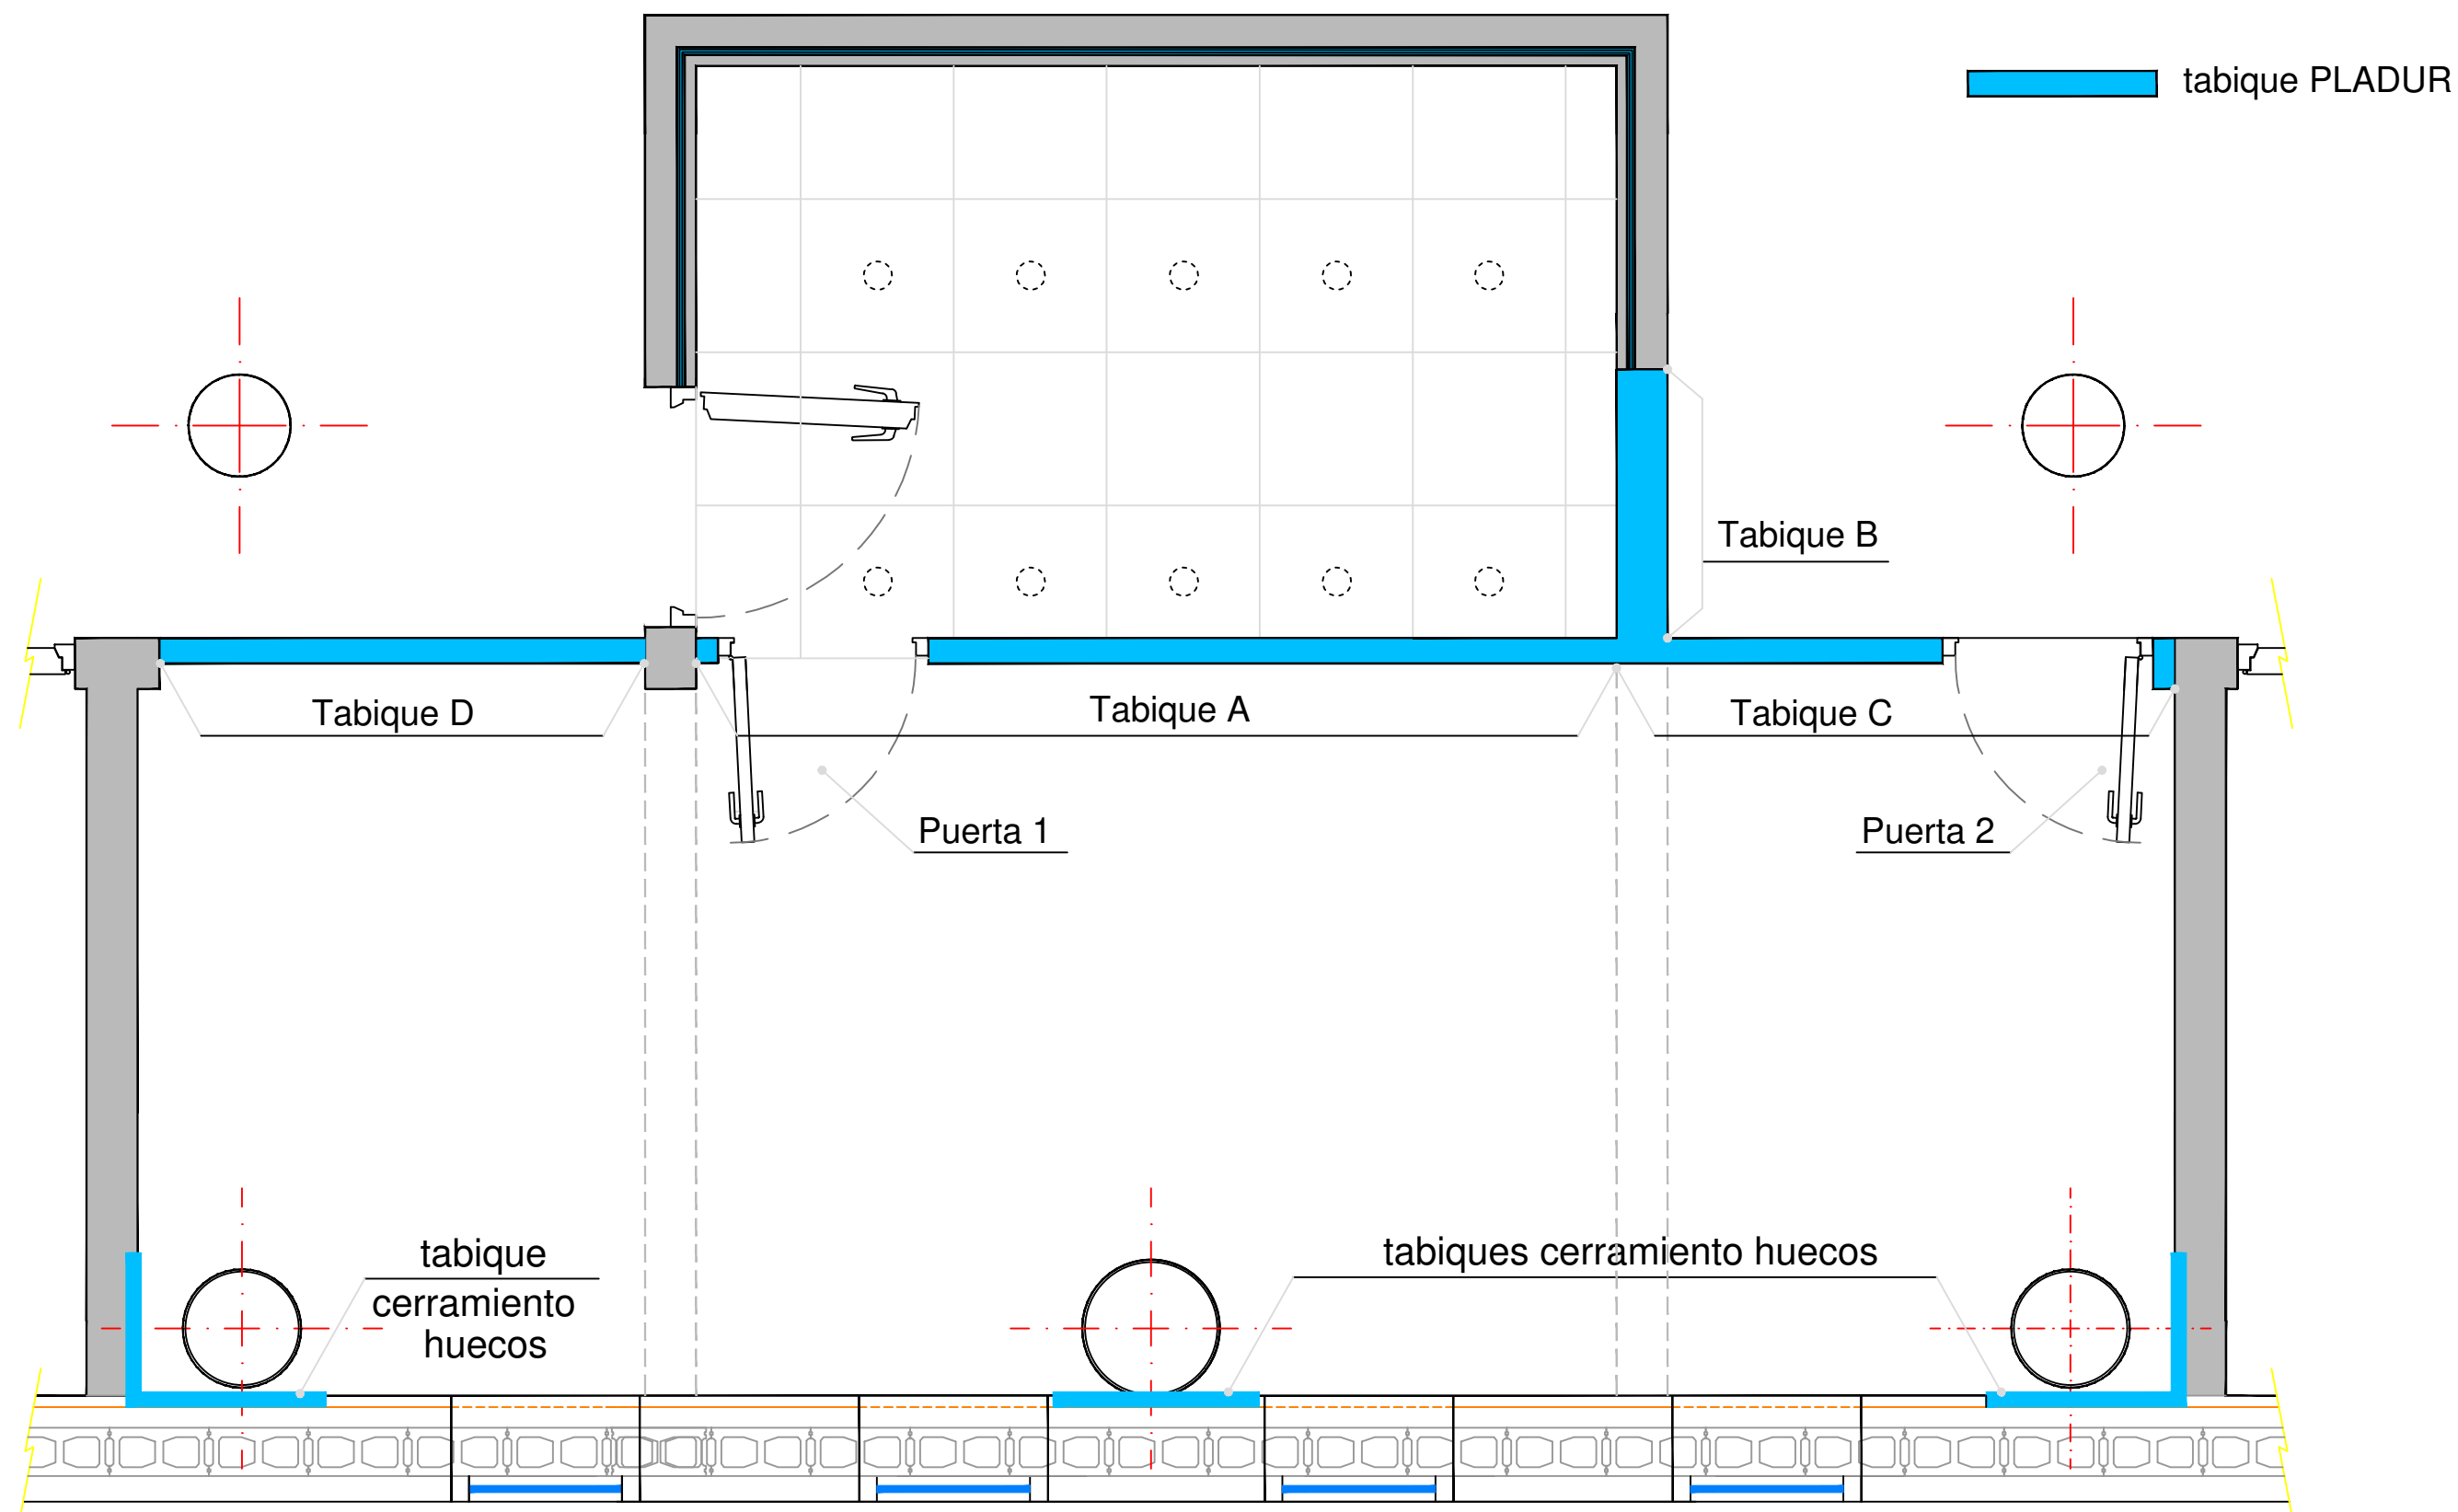 tabique PLADUR
Tabique B
Tabique D
Tabique A
Tabique C
Puerta 1
Puerta 2
tabique
cerramiento
huecos
tabiques cerramiento huecos